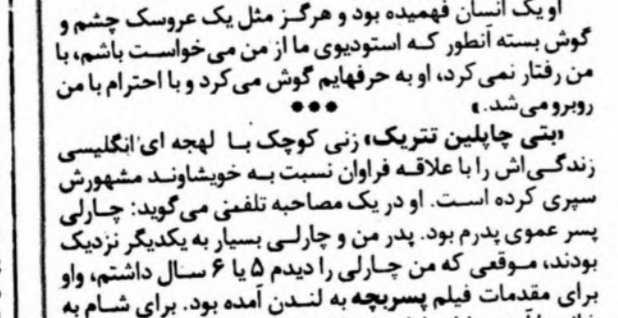 او یک انسان فهمیده بود و هرگز مثل یک عروسک چشم و
گوش بسته آنطور که استودیوی ما از من می‌خواست باشم، با
من رفتار نمی‌کرد، او به حرفهایم گوش می‌کرد و با احترام با من
روبرو می‌شد.»
***
«بتی چاپلین تتریک» زنی کوچک با لهجه ای انگلیسی
زندگی‌اش را با علاقه فراوان نسبت به خویشاوند مشهورش
سپری کرده است. او در یک مصاحبه تلفنی می‌گوید: چارلی
پسر عموی پدرم بود. پدر من و چارلی بسیار به یکدیگر نزدیک
بودند، موقعی که من چارلی را دیدم ۵ یا ۶ سال داشتم، واو
برای مقدمات فیلم پسربچه به لندن آمده بود. برای شام به